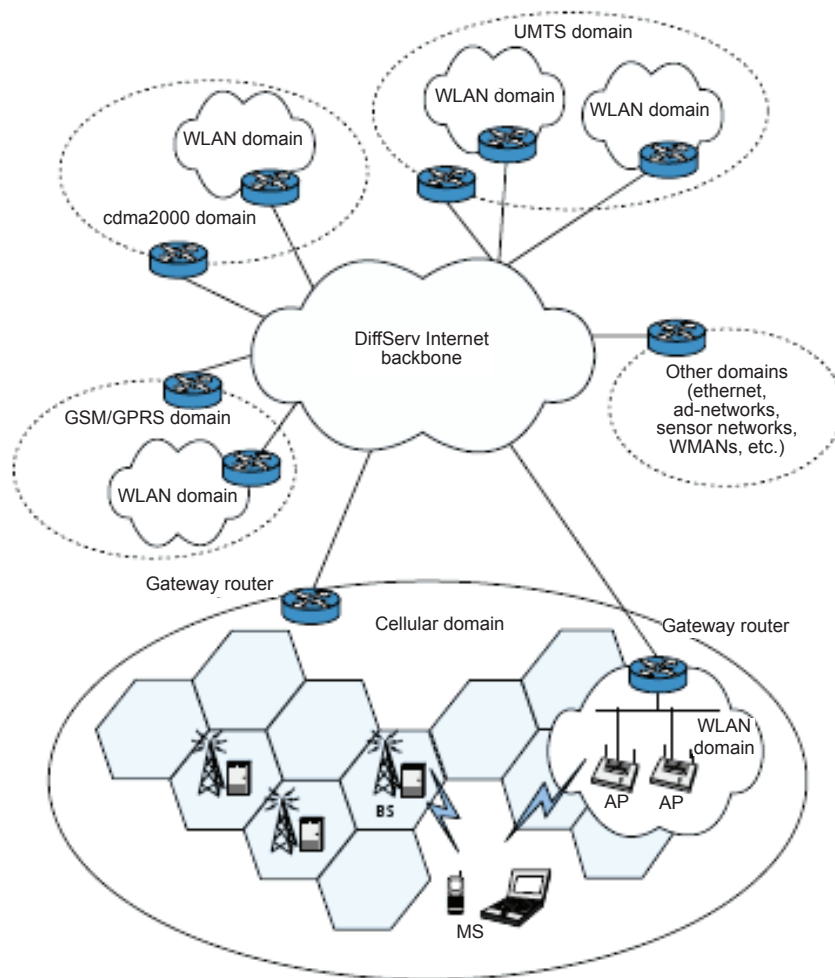 UMTS domain
WLAN domain
WLAN domain
WLAN domain
cdma2000 domain
DiffServ Internet
backbone
Other domains
(ethernet,
ad-networks,
sensor networks,
WMANs, etc.)
GSM/GPRS domain
WLAN domain
Gateway router
Cellular domain
Gateway router
WLAN
domain
BS
AP
AP
MS